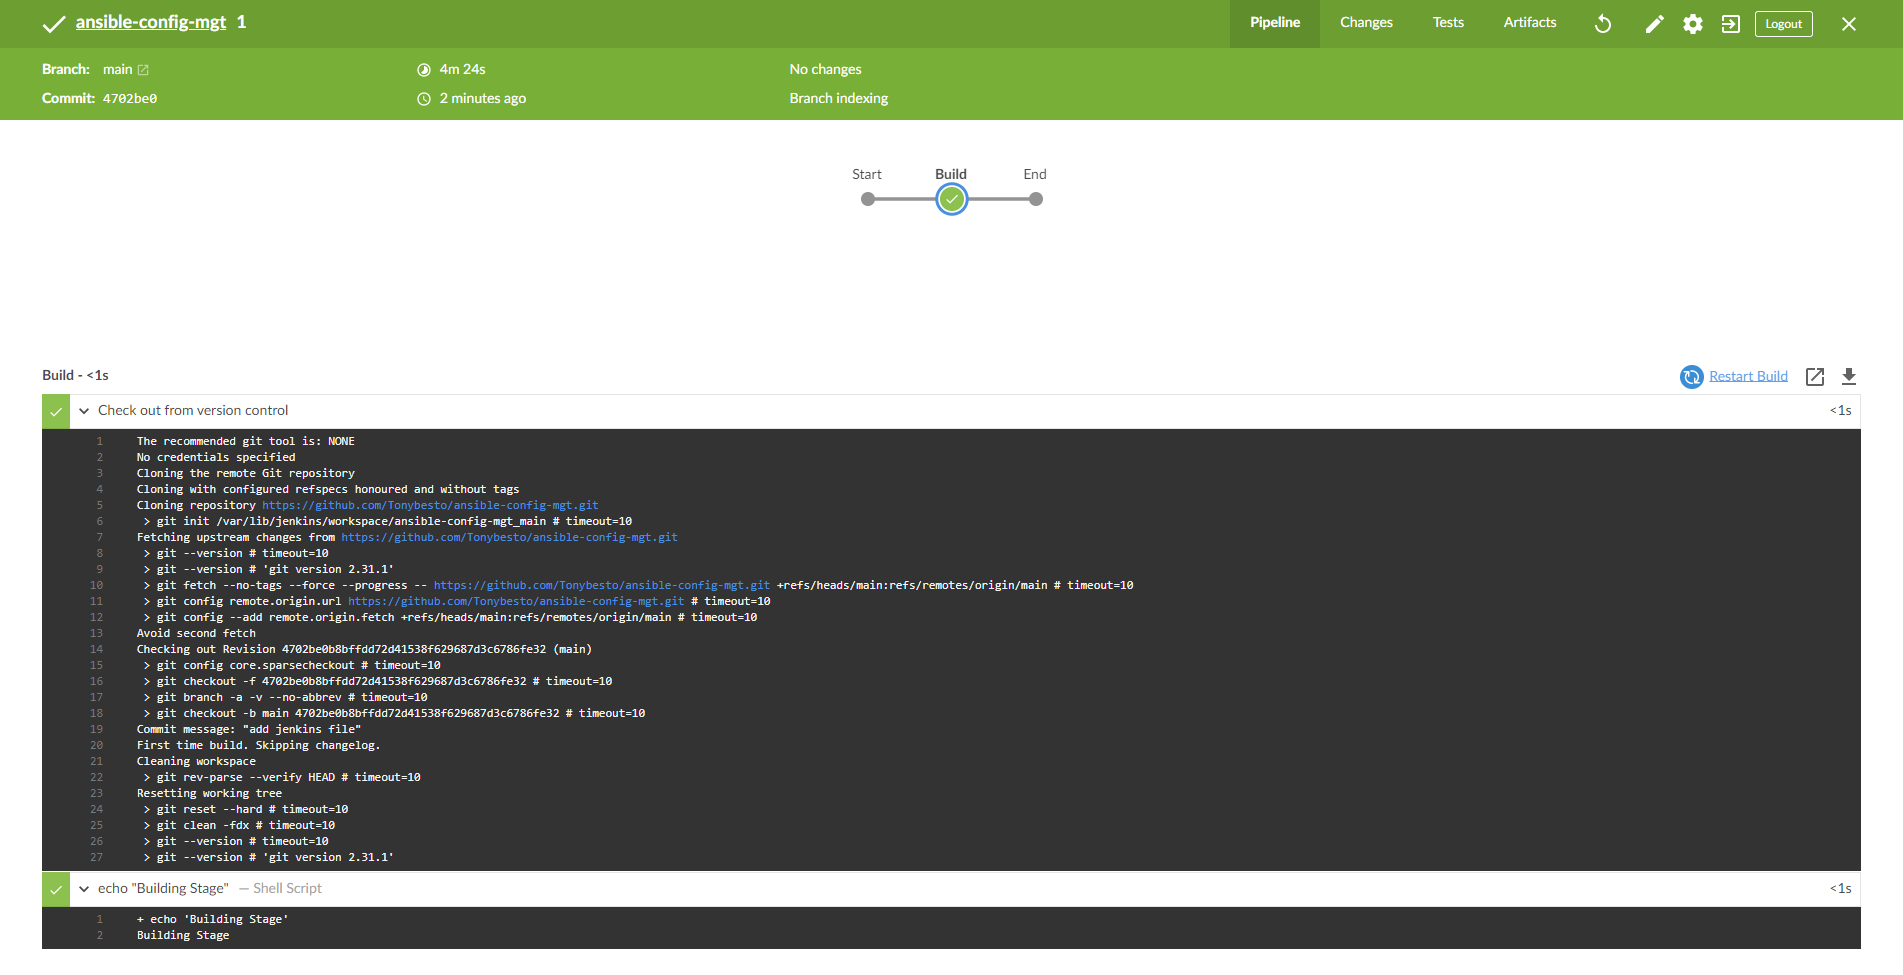 ansible-config-mgt 1
Pipeline Changes Tests Artifacts Logout
Branch: main 4m 24s No changes
Commit: 4702be0 2 minutes ago Branch indexing
Start Build End
Build - <1s Restart Build
Check out from version control <1s
1 The recommended git tool is: NONE
2 No credentials specified
3 Cloning the remote Git repository
4 Cloning with configured refspecs honoured and without tags
5 Cloning repository https://github.com/Tonybesto/ansible-config-mgt.git
6 > git init /var/lib/jenkins/workspace/ansible-config-mgt_main # timeout=10
7 Fetching upstream changes from https://github.com/Tonybesto/ansible-config-mgt.git
8 > git --version # timeout=10
9 > git --version # 'git version 2.31.1'
10 > git fetch --no-tags --force --progress -- https://github.com/Tonybesto/ansible-config-mgt.git +refs/heads/main:refs/remotes/origin/main # timeout=10
11 > git config remote.origin.url https://github.com/Tonybesto/ansible-config-mgt.git # timeout=10
12 > git config --add remote.origin.fetch +refs/heads/main:refs/remotes/origin/main # timeout=10
13 Avoid second fetch
14 Checking out Revision 4702be0b8bffdd72d41538f629687d3c6786fe32 (main)
15 > git config core.sparsecheckout # timeout=10
16 > git checkout -f 4702be0b8bffdd72d41538f629687d3c6786fe32 # timeout=10
17 > git branch -a -v --no-abbrev # timeout=10
18 > git checkout -b main 4702be0b8bffdd72d41538f629687d3c6786fe32 # timeout=10
19 Commit message: "add jenkins file"
20 First time build. Skipping changelog.
21 Cleaning workspace
22 > git rev-parse --verify HEAD # timeout=10
23 Resetting working tree
24 > git reset --hard # timeout=10
25 > git clean -fdx # timeout=10
26 > git --version # timeout=10
27 > git --version # 'git version 2.31.1'
echo "Building Stage" — Shell Script <1s
1 + echo 'Building Stage'
2 Building Stage